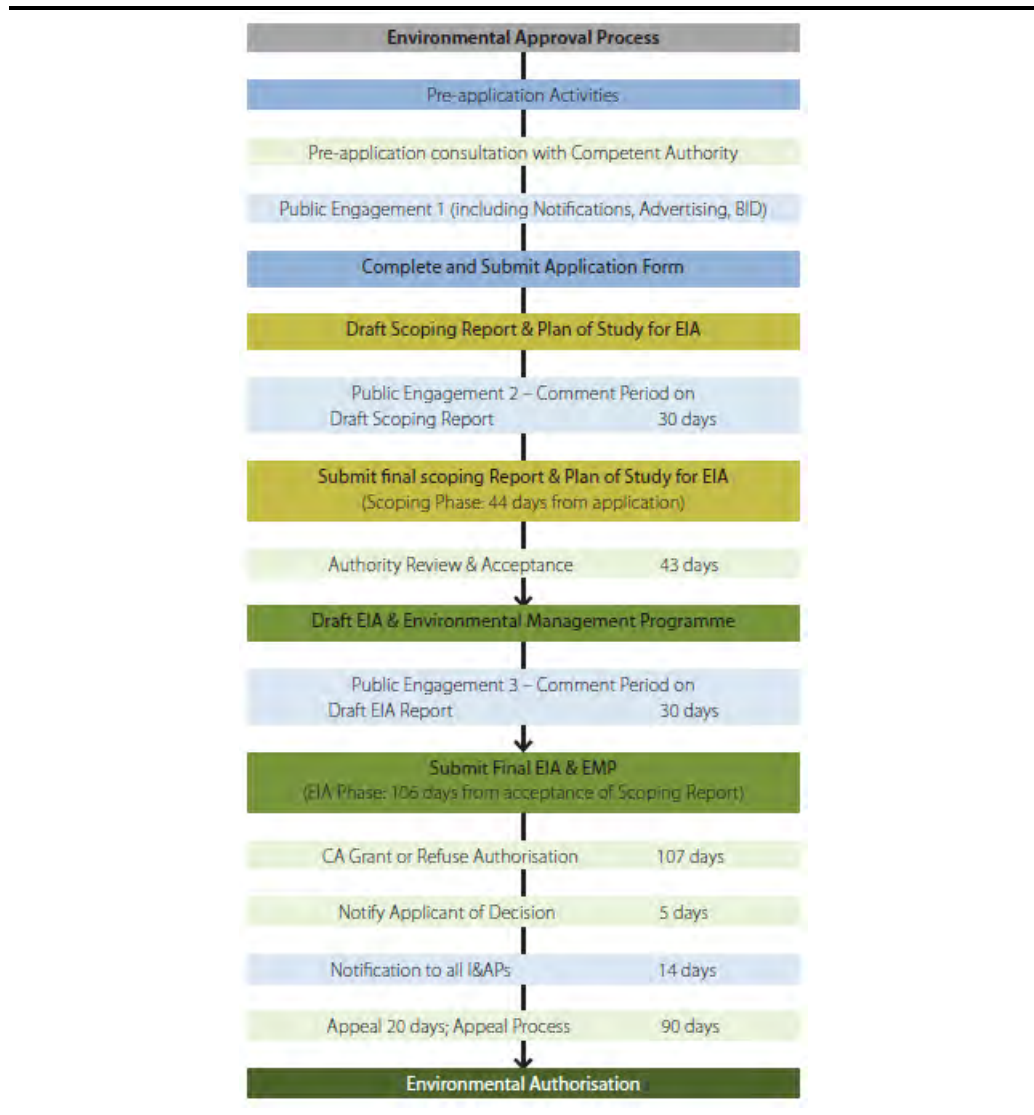 Environmental Approval Process
Pre-application Activities
Pre-application consultation with Competent Authority
Public Engagement 1 (including Notifications, Advertising, BID)
Complete and Submit Application Form
Draft Scoping Report & Plan of Study for EIA
Public Engagement 2 – Comment Period on
Draft Scoping Report 30 days
Submit final scoping Report & Plan of Study for EIA
(Scoping Phase: 44 days from application)
Authority Review & Acceptance 43 days
Draft EIA & Environmental Management Programme
Public Engagement 3 – Comment Period on
Draft EIA Report 30 days
Submit Final EIA & EMP
(EIA Phase: 106 days from acceptance of Scoping Report)
CA Grant or Refuse Authorisation 107 days
Notify Applicant of Decision 5 days
Notification to all I&APs 14 days
Appeal 20 days; Appeal Process 90 days
Environmental Authorisation